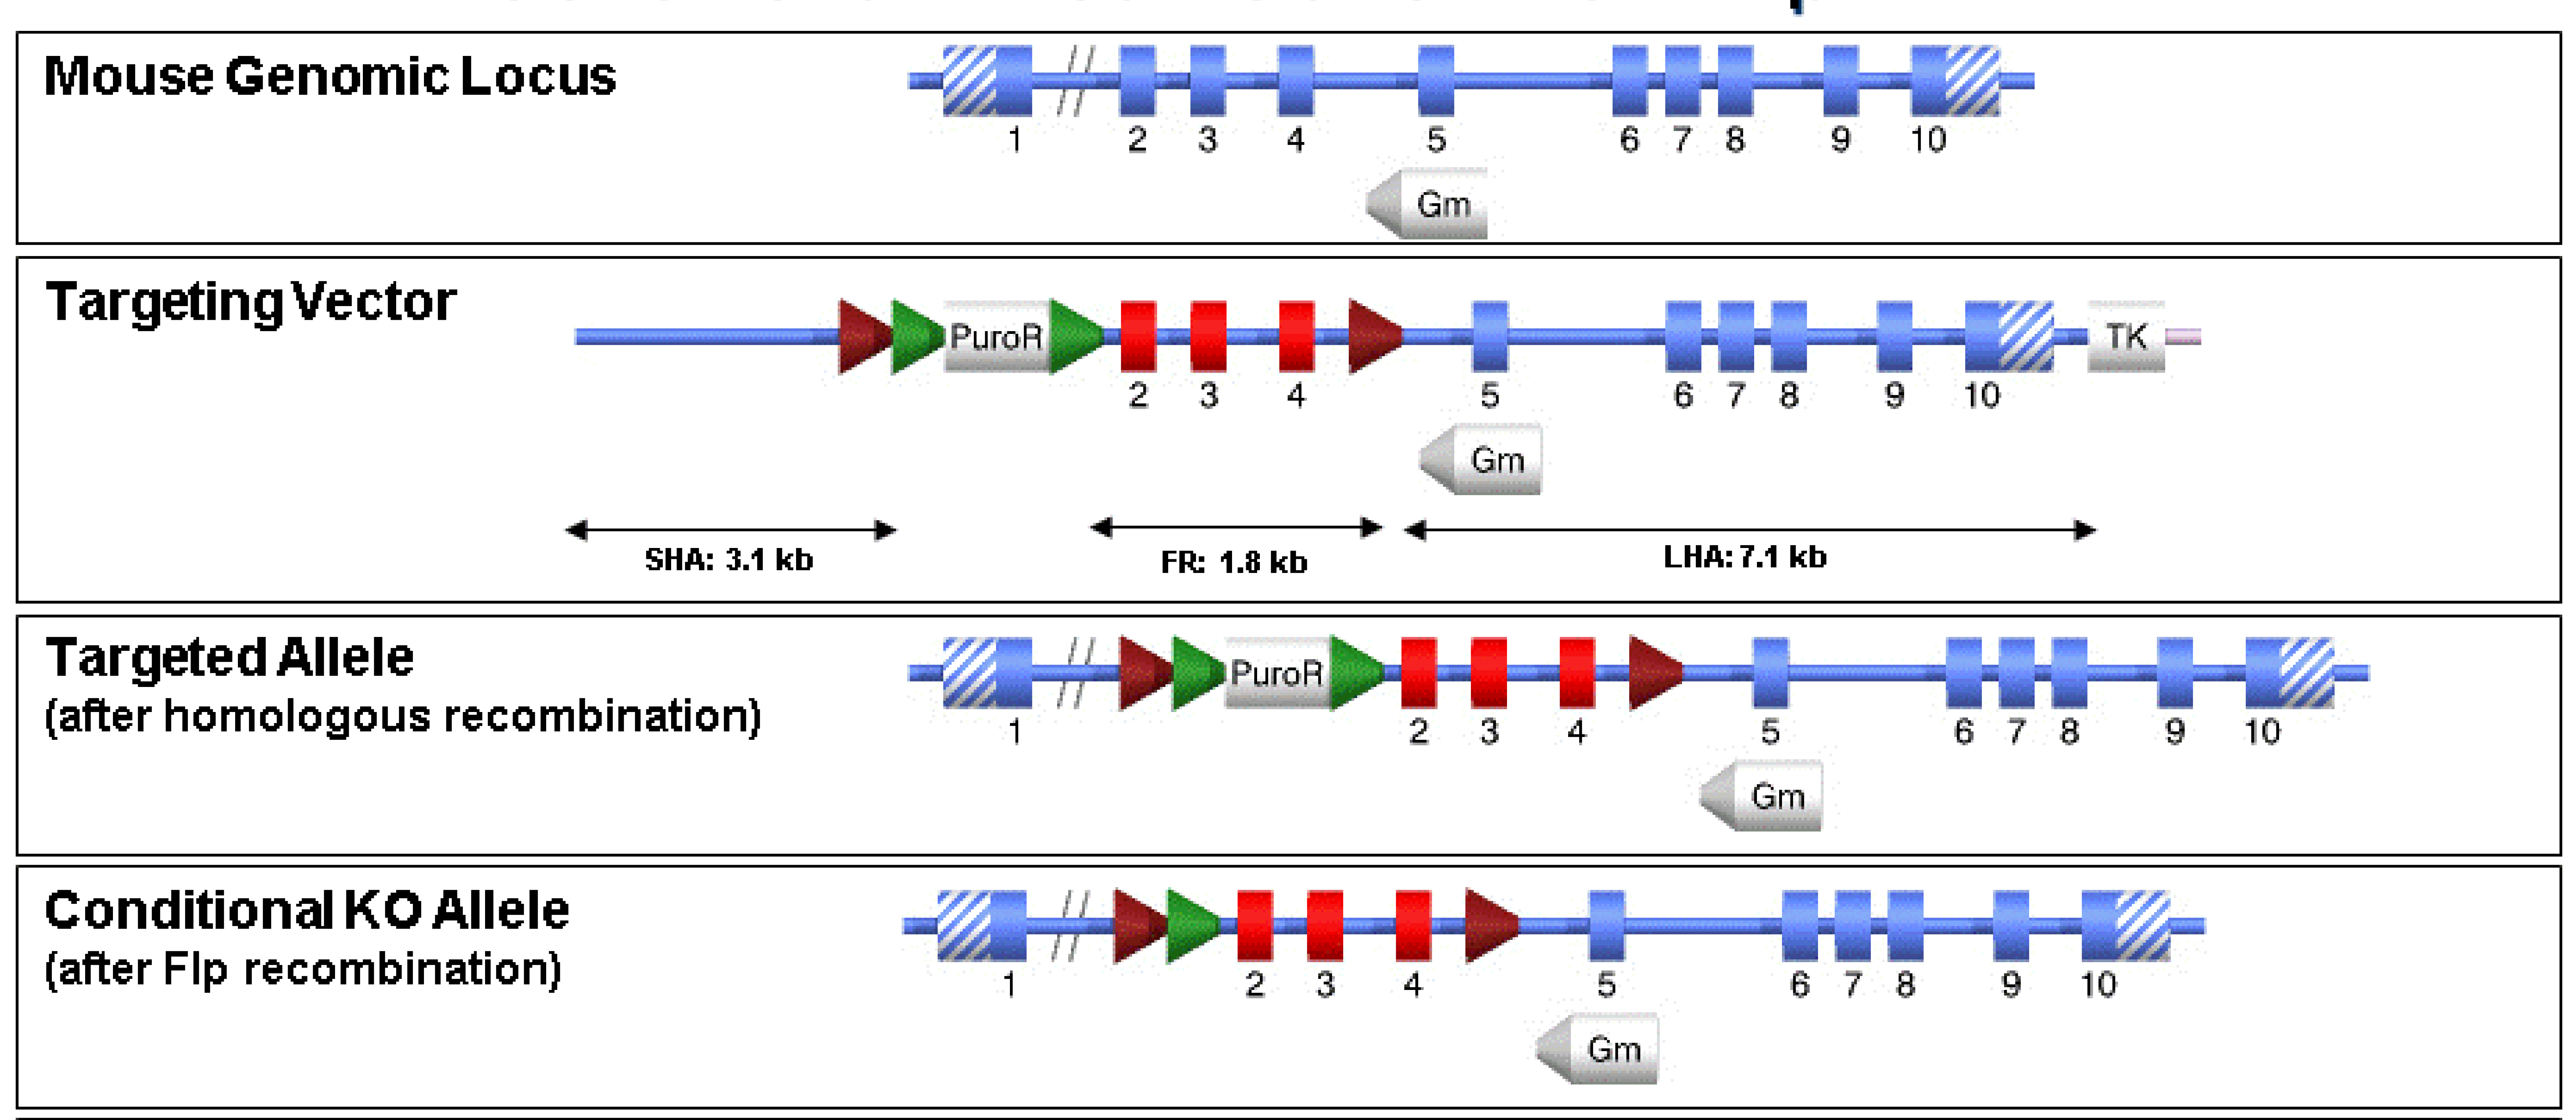 Mouse Genomic Locus
1 2 3 4 5 6 7 8 9 10
Gm
Targeting Vector
PuroR TK
2 3 4 5 6 7 8 9 10
Gm
SHA: 3.1 kb FR: 1.8 kb LHA: 7.1 kb
Targeted Allele
PuroR
(after homologous recombination)
1 2 3 4 5 6 7 8 9 10
Gm
Conditional KO Allele
(after Flp recombination)
1 2 3 4 5 6 7 8 9 10
Gm